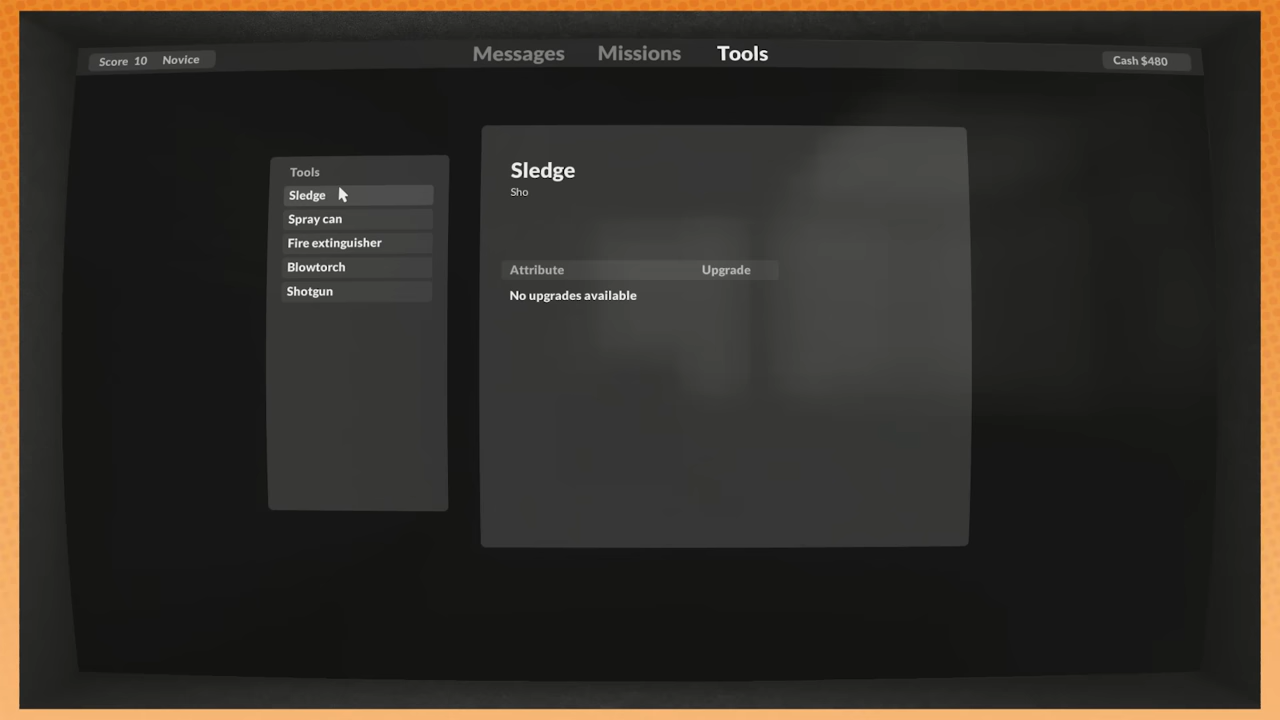 Score 10 Novice
Messages Missions Tools
Cash $480
Tools
Sledge
Spray can
Fire extinguisher
Blowtorch
Shotgun
Sledge
Sho
Attribute Upgrade
No upgrades available